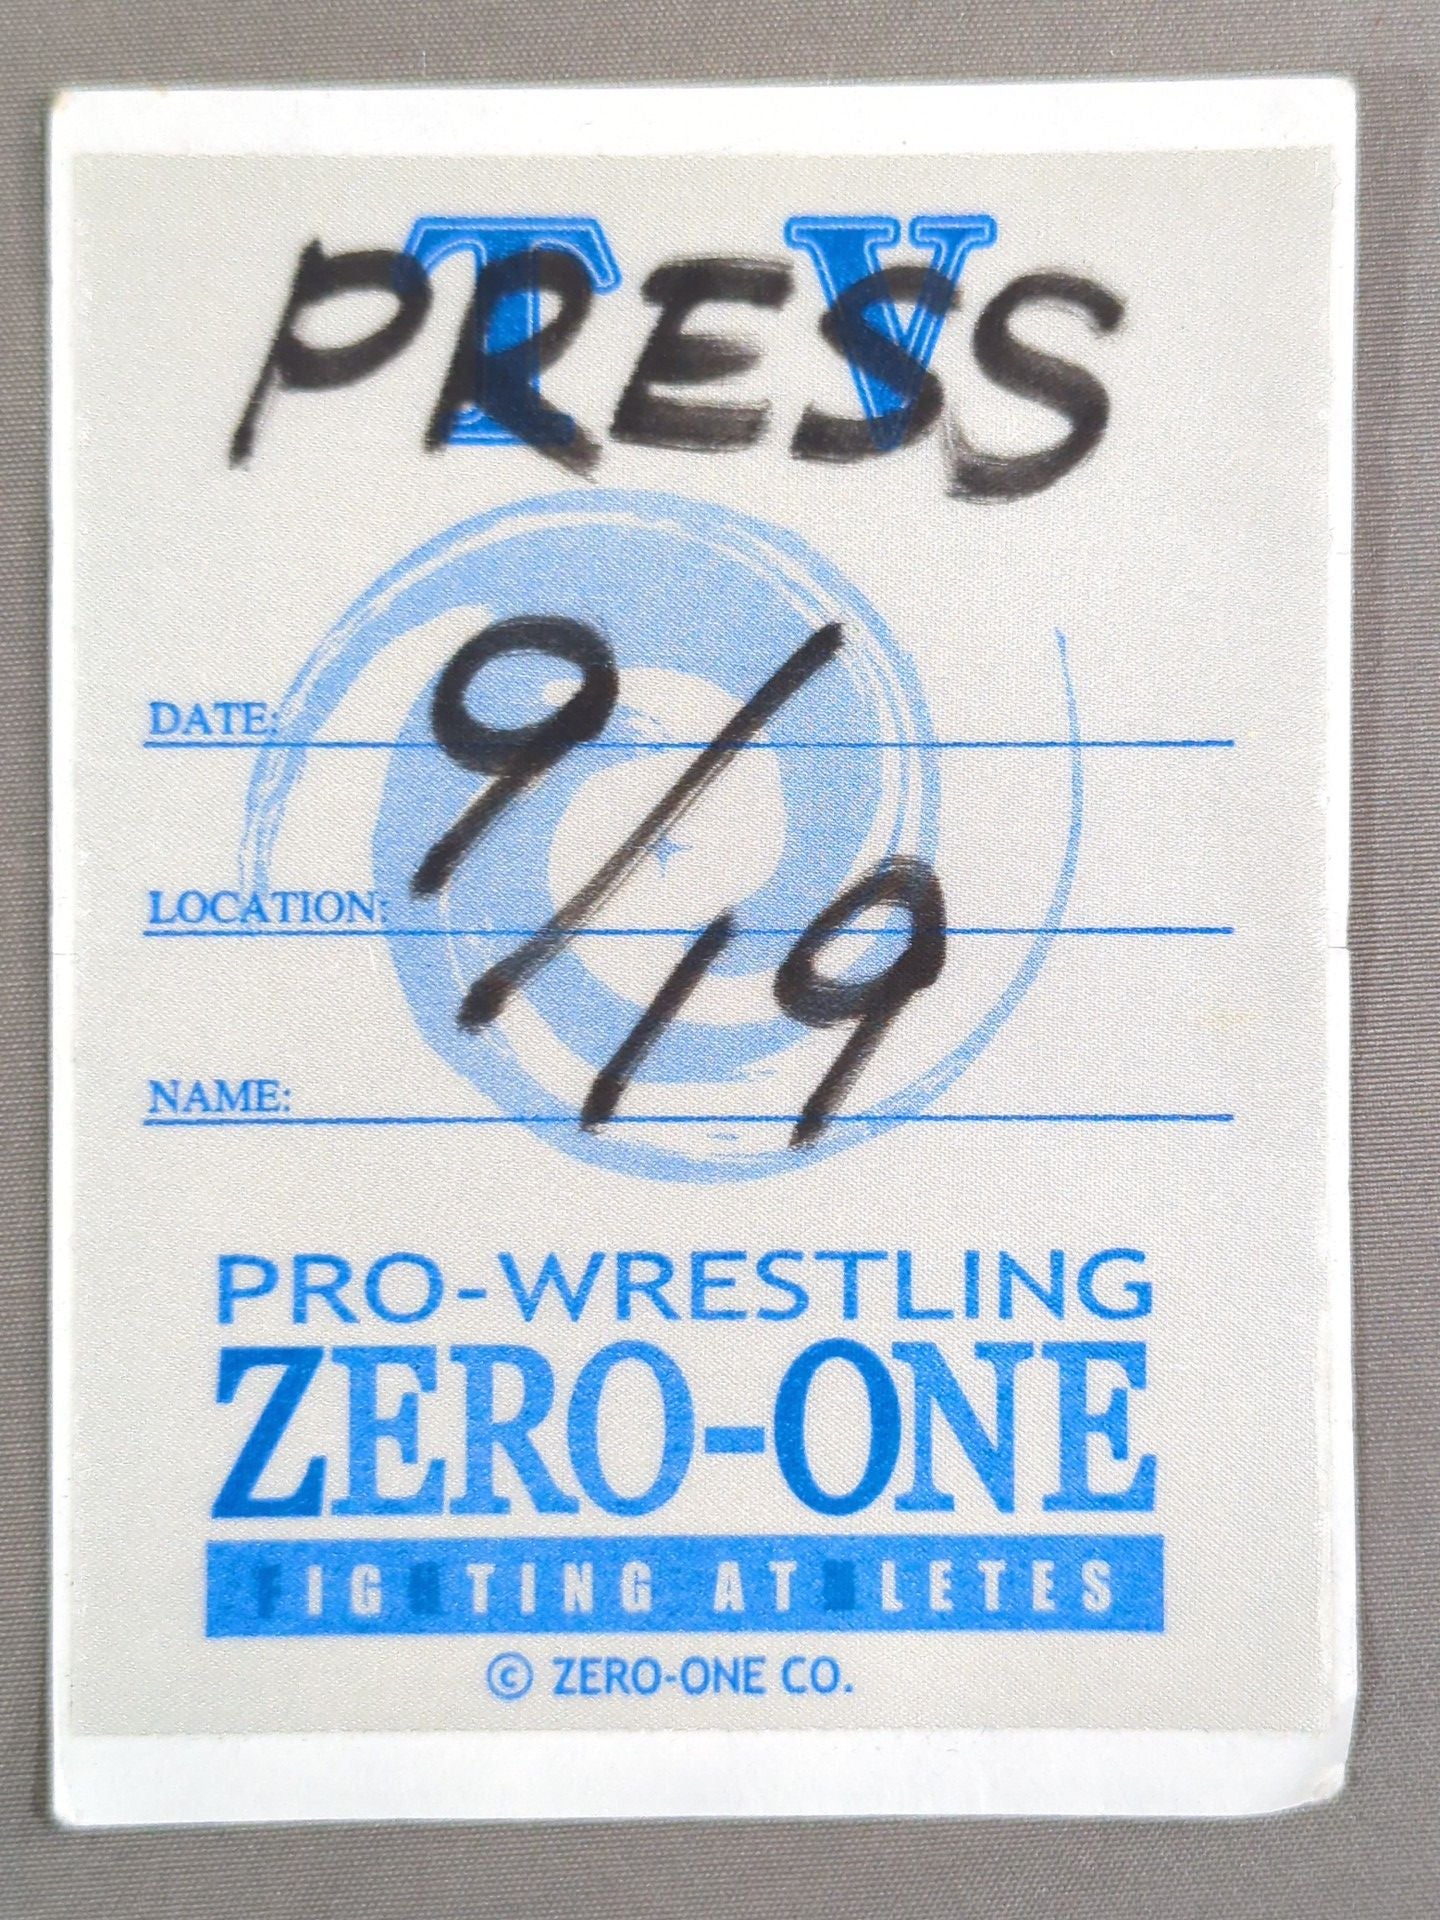 TV
PRESS
DATE:
9/19
LOCATION:
NAME:
PRO-WRESTLING
ZERO-ONE
FIGHTING ATHLETES
© ZERO-ONE CO.